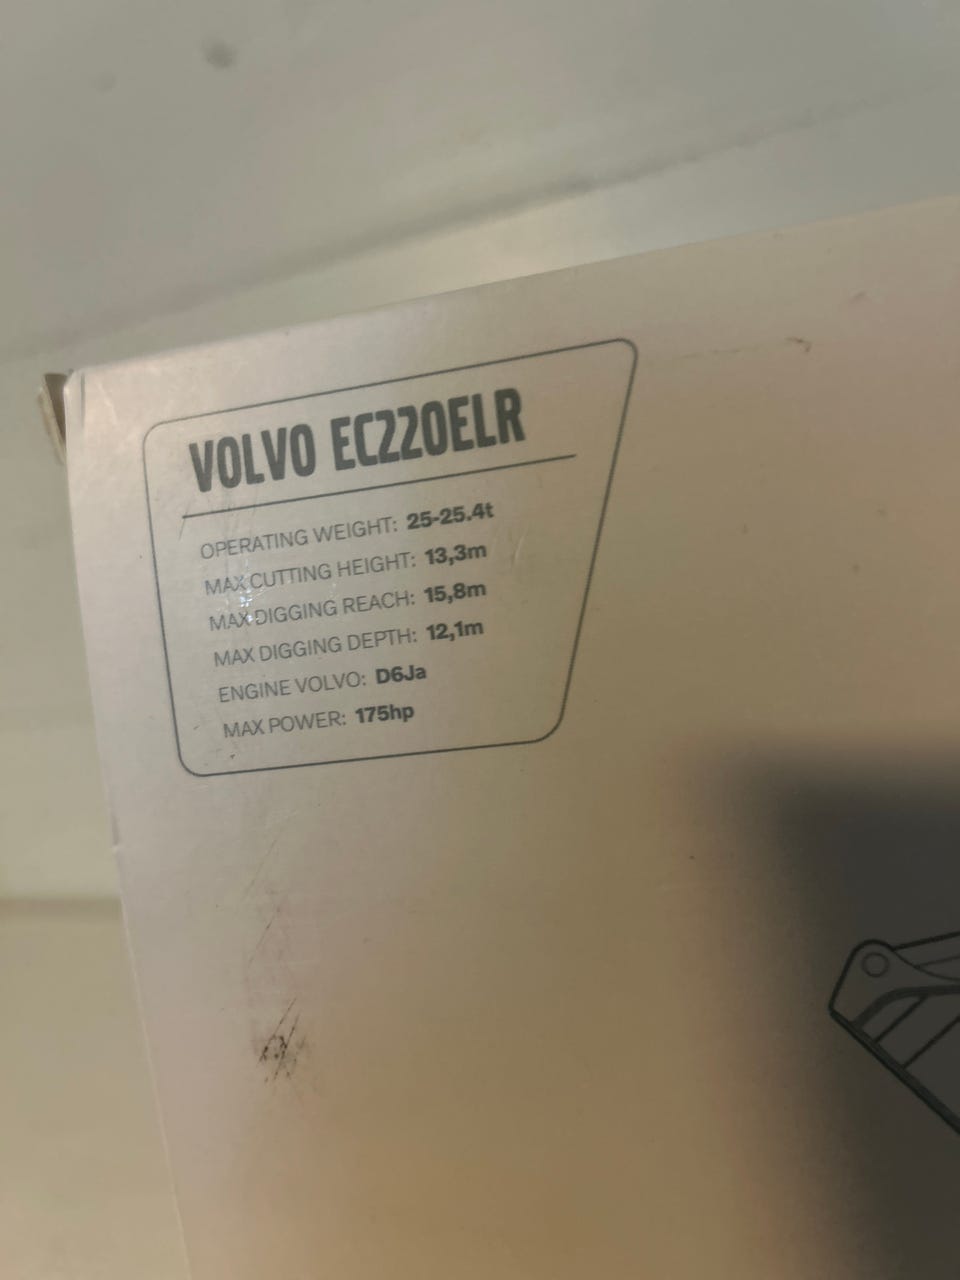 VOLVO EC220ELR
OPERATING WEIGHT: 25-25.4t
MAX CUTTING HEIGHT: 13,3m
MAX DIGGING REACH: 15,8m
MAX DIGGING DEPTH: 12,1m
ENGINE VOLVO: D6Ja
MAX POWER: 175hp